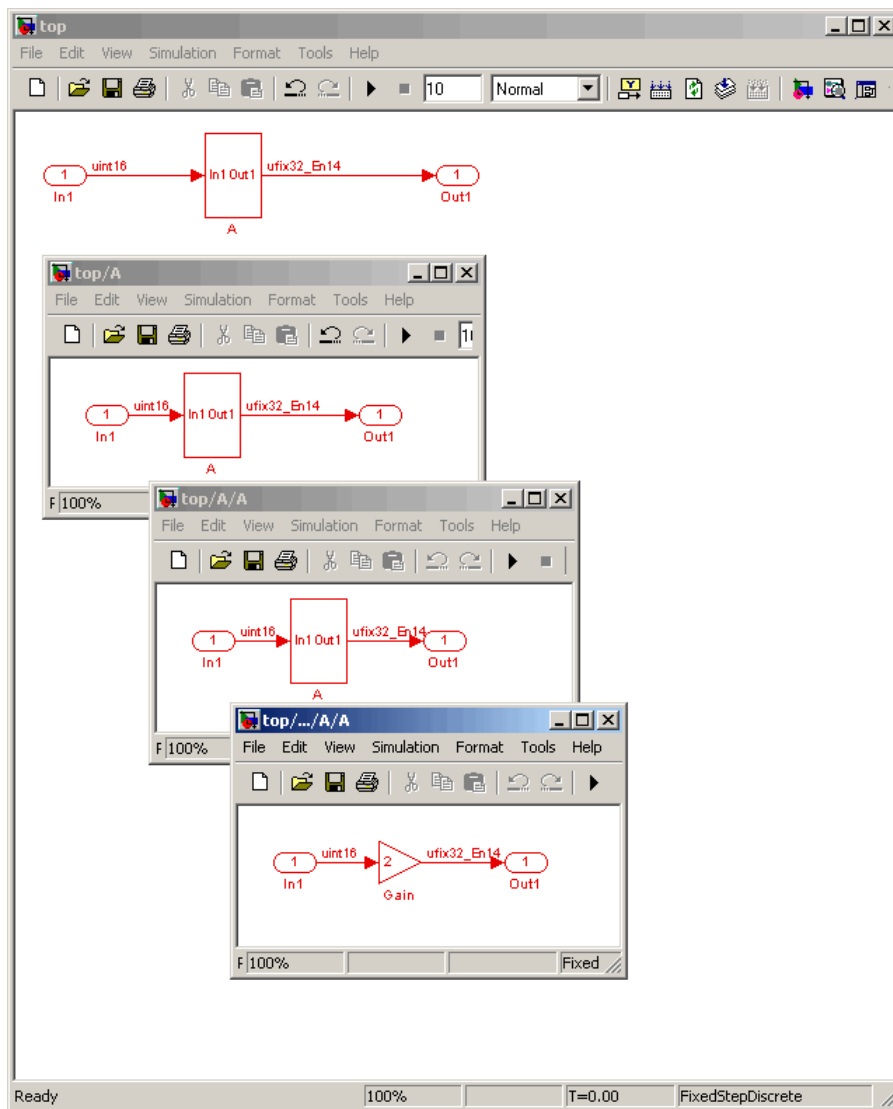 top
File Edit View Simulation Format Tools Help
10 Normal
uint16 ufix32_En14
1 In1 Out1 1
In1 Out1
A
top/A
File Edit View Simulation Format Tools Help
uint16 ufix32_En14
1 In1 Out1 1
In1 Out1
A
F 100%
top/A/A
File Edit View Simulation Format Tools Help
uint16 ufix32_En14
1 In1 Out1 1
In1 Out1
A
F 100%
top/.../A/A
File Edit View Simulation Format Tools Help
uint16 ufix32_En14
1 2 1
In1 Out1
Gain
F 100% Fixed
Ready 100% T=0.00 FixedStepDiscrete